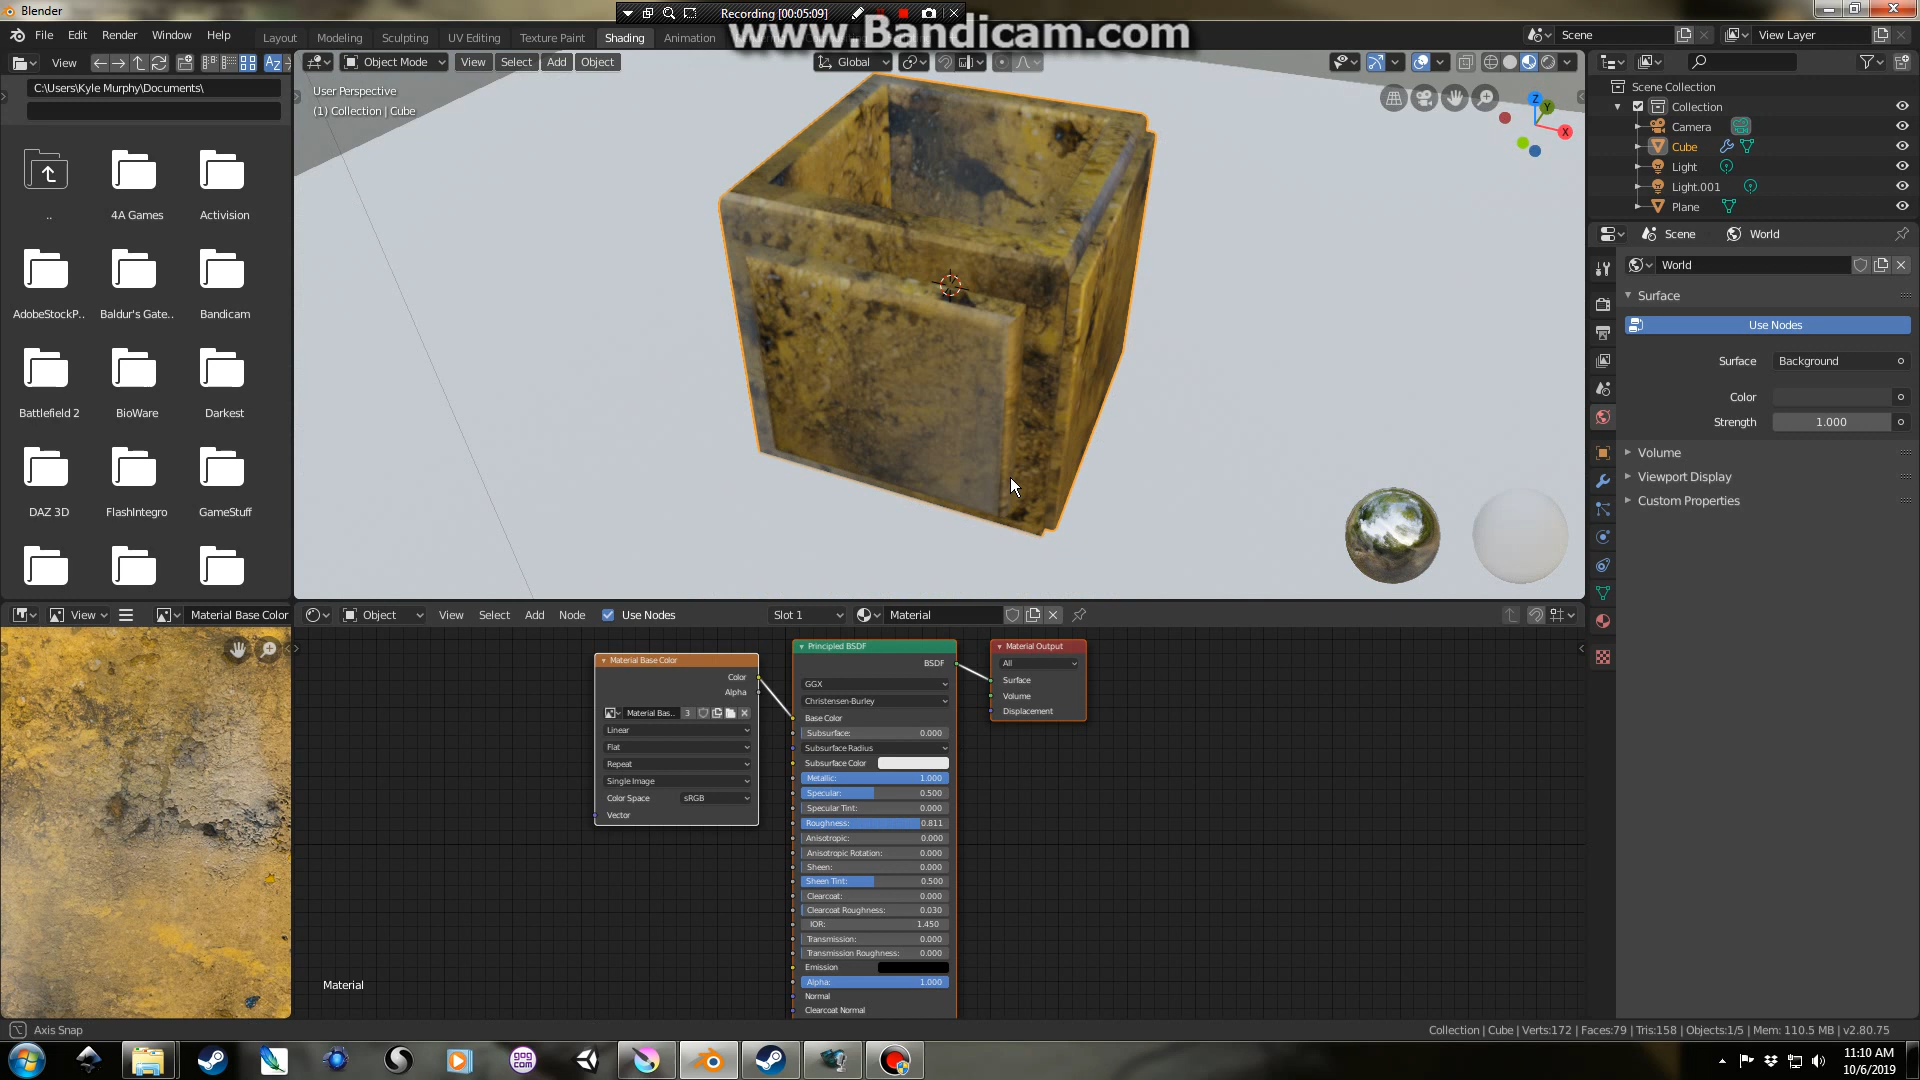 Blender
Recording [00:05:09]
www.Bandicam.com
File Edit Render Window Help
Layout Modeling Sculpting UV Editing Texture Paint Shading Animation
Scene
View Layer
View
Object Mode
View Select Add Object
Global
C:\Users\Kyle Murphy\Documents\
User Perspective
(1) Collection | Cube
Z
Y
X
..
4A Games
Activision
AdobeStockP..
Baldur's Gate..
Bandicam
Battlefield 2
BioWare
Darkest
DAZ 3D
FlashIntegro
GameStuff
Scene Collection
Collection
Camera
Cube
Light
Light.001
Plane
Scene
World
World
Surface
Use Nodes
Surface
Background
Color
Strength
1.000
Volume
Viewport Display
Custom Properties
View
Material Base Color
Object
View Select Add Node
Use Nodes
Slot 1
Material
Material Base Color
Color
Alpha
Material Bas..
3
Linear
Flat
Repeat
Single Image
Color Space
sRGB
Vector
Principled BSDF
BSDF
GGX
Christensen-Burley
Base Color
Subsurface: 0.000
Subsurface Radius
Subsurface Color
Metallic: 1.000
Specular: 0.500
Specular Tint: 0.000
Roughness: 0.811
Anisotropic: 0.000
Anisotropic Rotation: 0.000
Sheen: 0.000
Sheen Tint: 0.500
Clearcoat: 0.000
Clearcoat Roughness: 0.030
IOR: 1.450
Transmission: 0.000
Transmission Roughness: 0.000
Emission
Alpha: 1.000
Normal
Clearcoat Normal
Material Output
All
Surface
Volume
Displacement
Material
Axis Snap
Collection | Cube | Verts:172 | Faces:79 | Tris:158 | Objects:1/5 | Mem: 110.5 MB | v2.80.75
gog
com
11:10 AM
10/6/2019